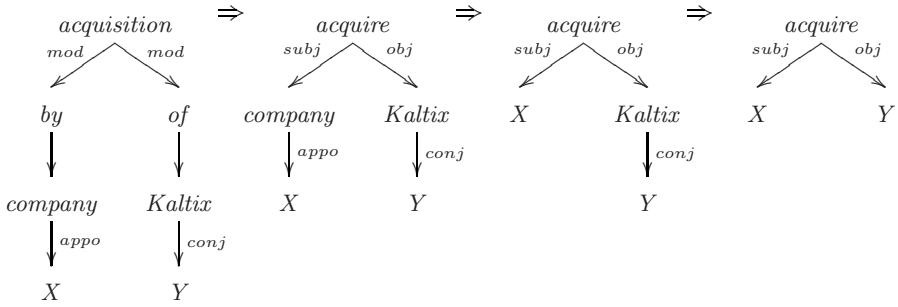 ⇒ ⇒ ⇒
acquisition acquire acquire acquire
mod mod subj obj subj obj subj obj
by of company Kaltix X Kaltix X Y
appo conj conj
company Kaltix X Y Y
appo conj
X Y